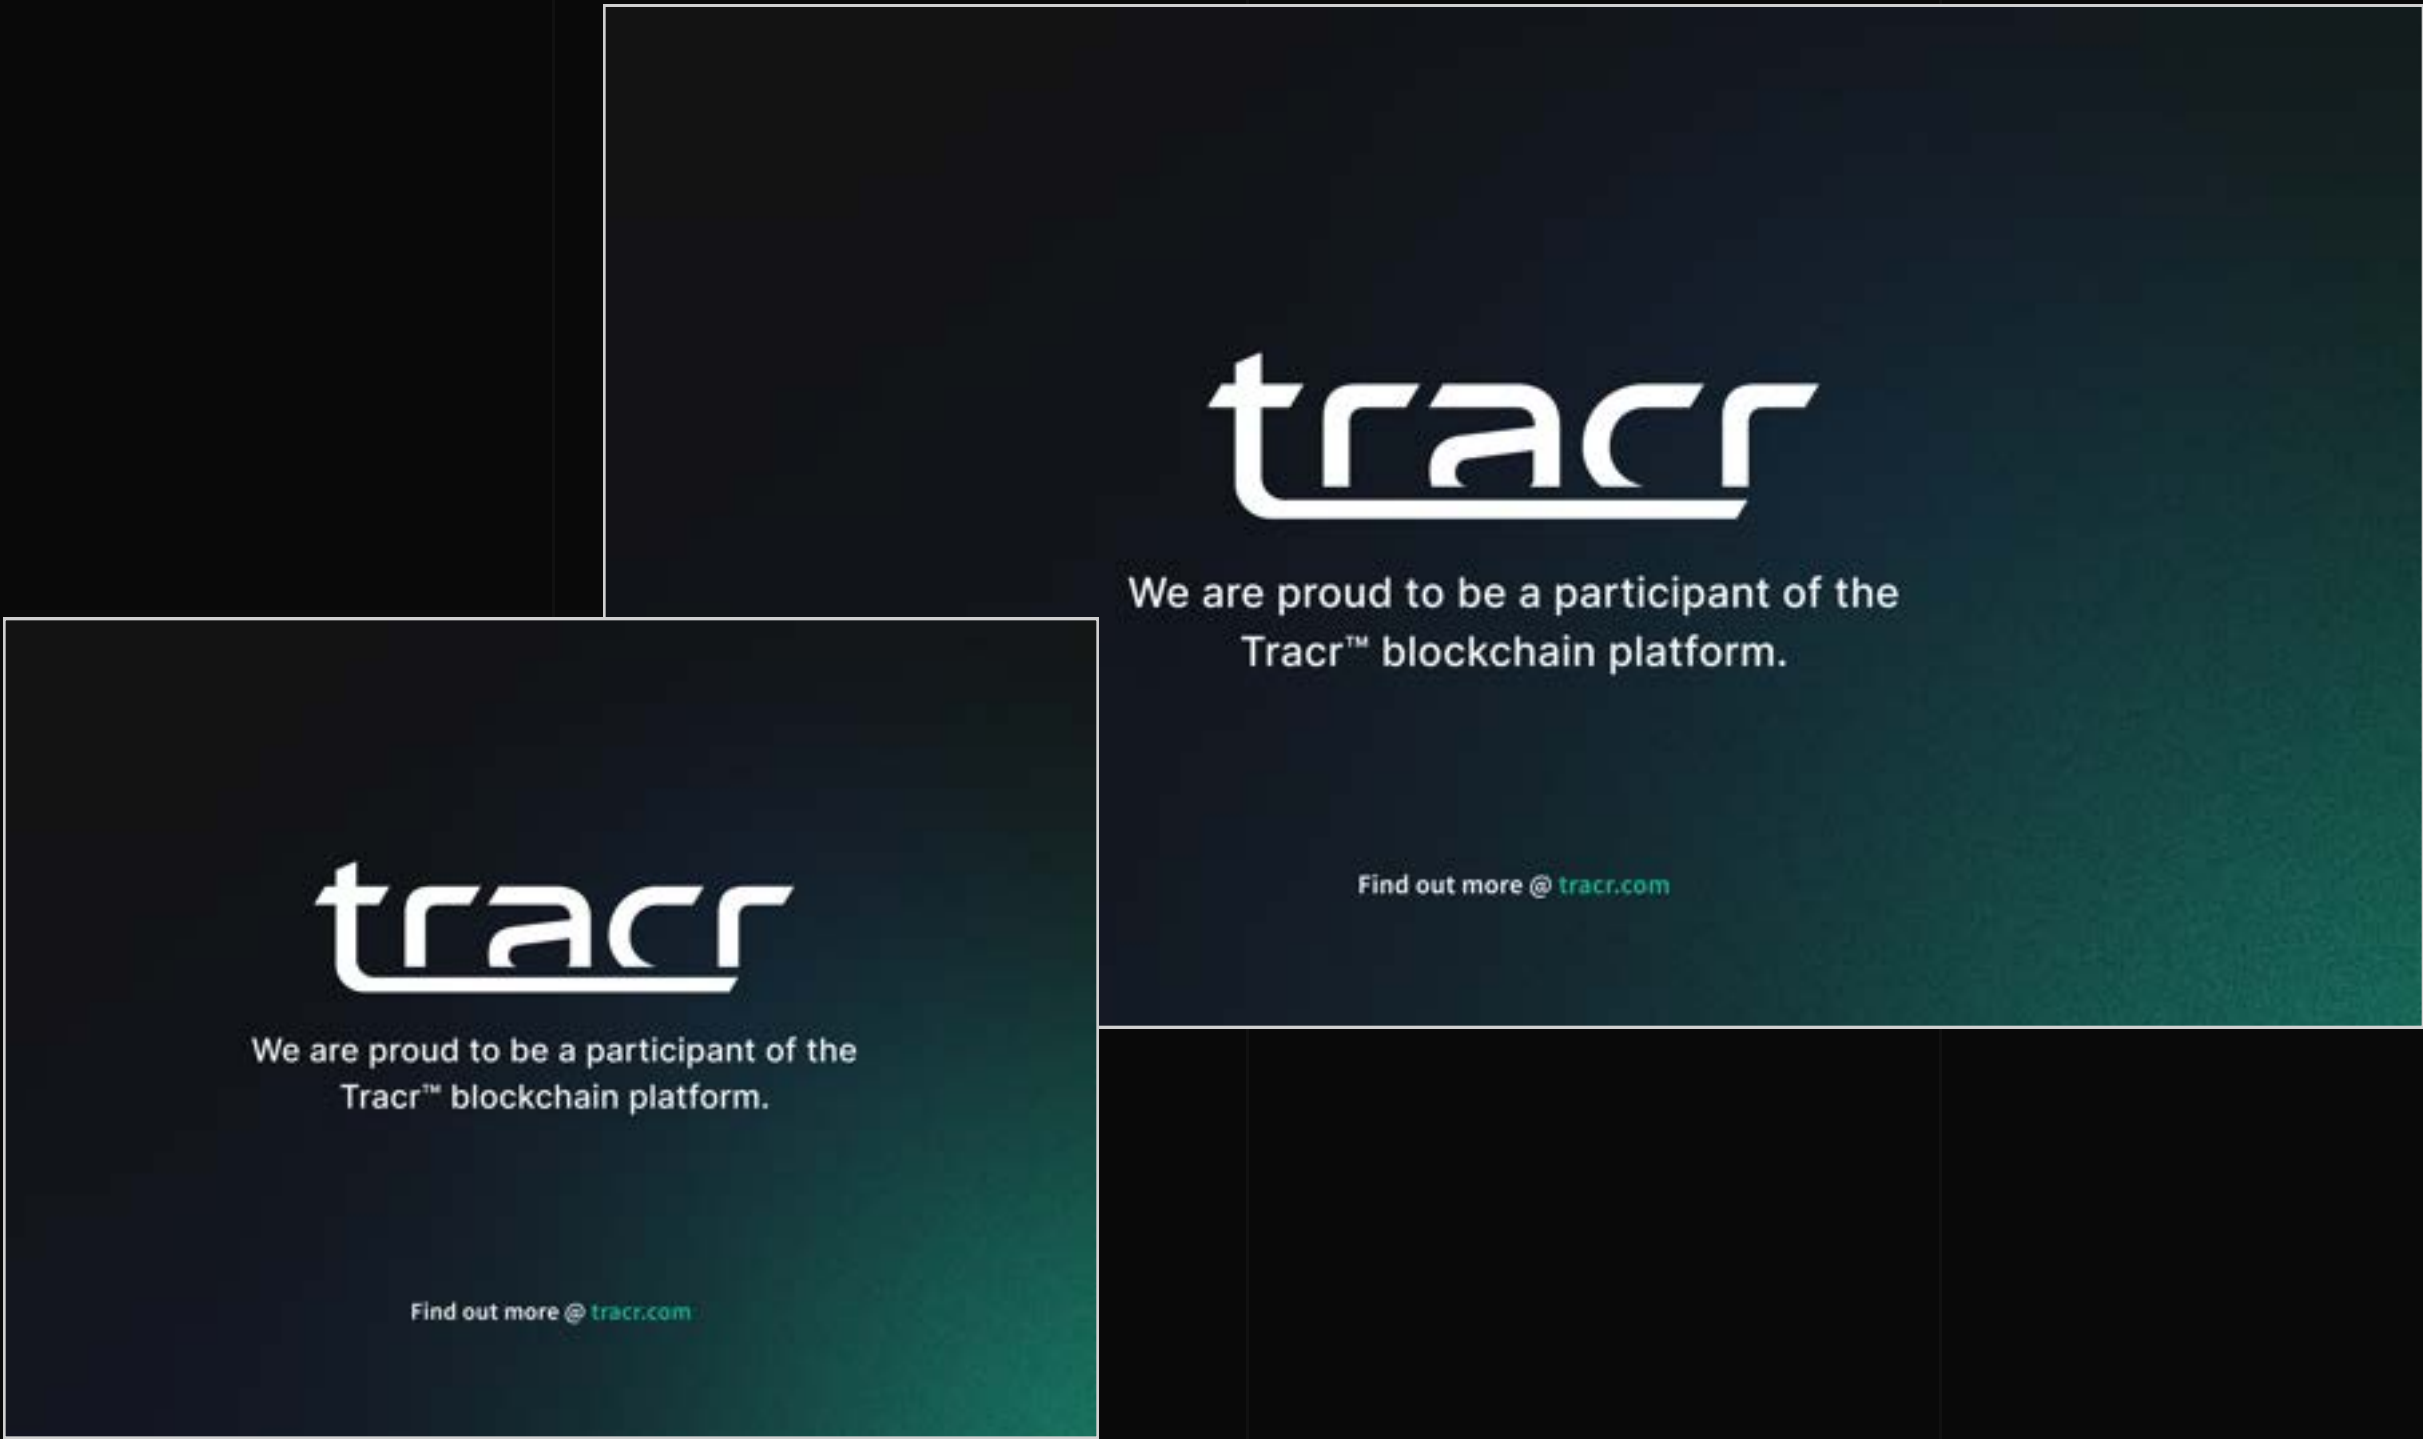 tracr
We are proud to be a participant of the
Tracr™ blockchain platform.
Find out more @ tracr.com
tracr
We are proud to be a participant of the
Tracr™ blockchain platform.
Find out more @ tracr.com